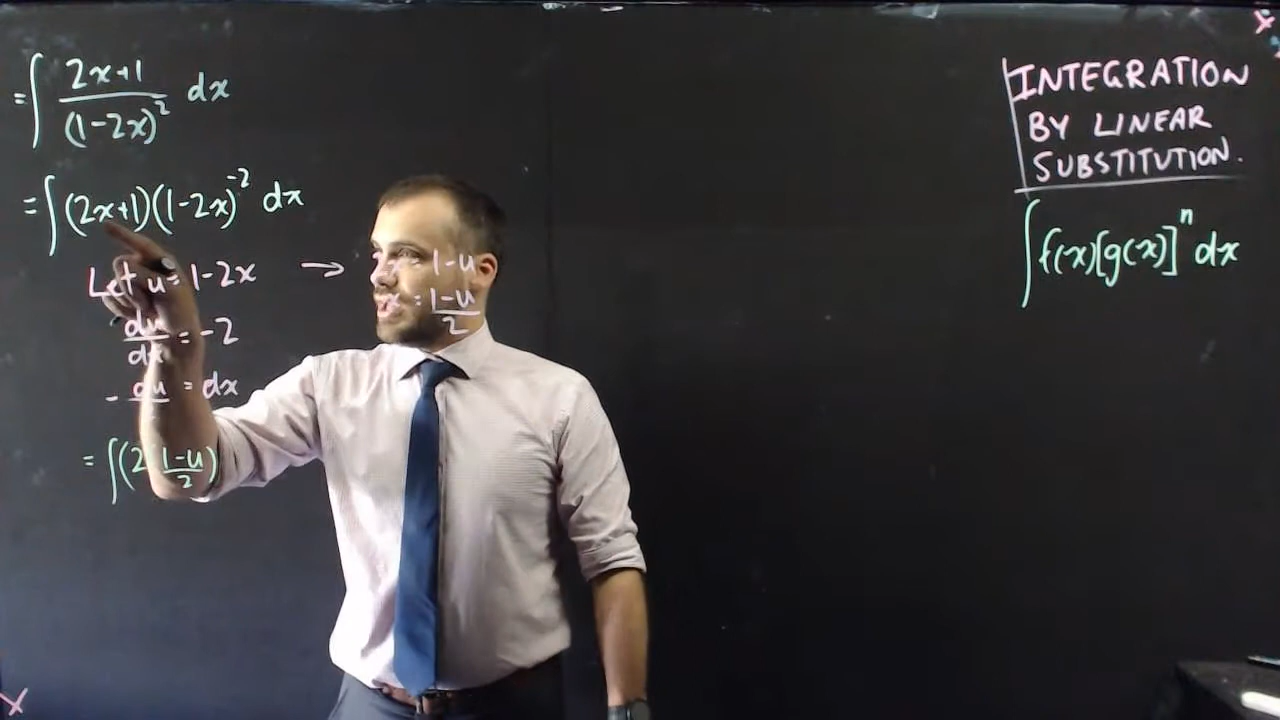 = ∫ (2x+1)/(1-2x)² dx
= ∫(2x+1)(1-2x)⁻² dx
Let u = 1-2x → = 1-u
du/dx = -2
x = (1-u)/2
- du = dx
= ∫(2 (1-u)/2)
INTEGRATION
BY LINEAR
SUBSTITUTION.
∫f(x)[g(x)]ⁿ dx